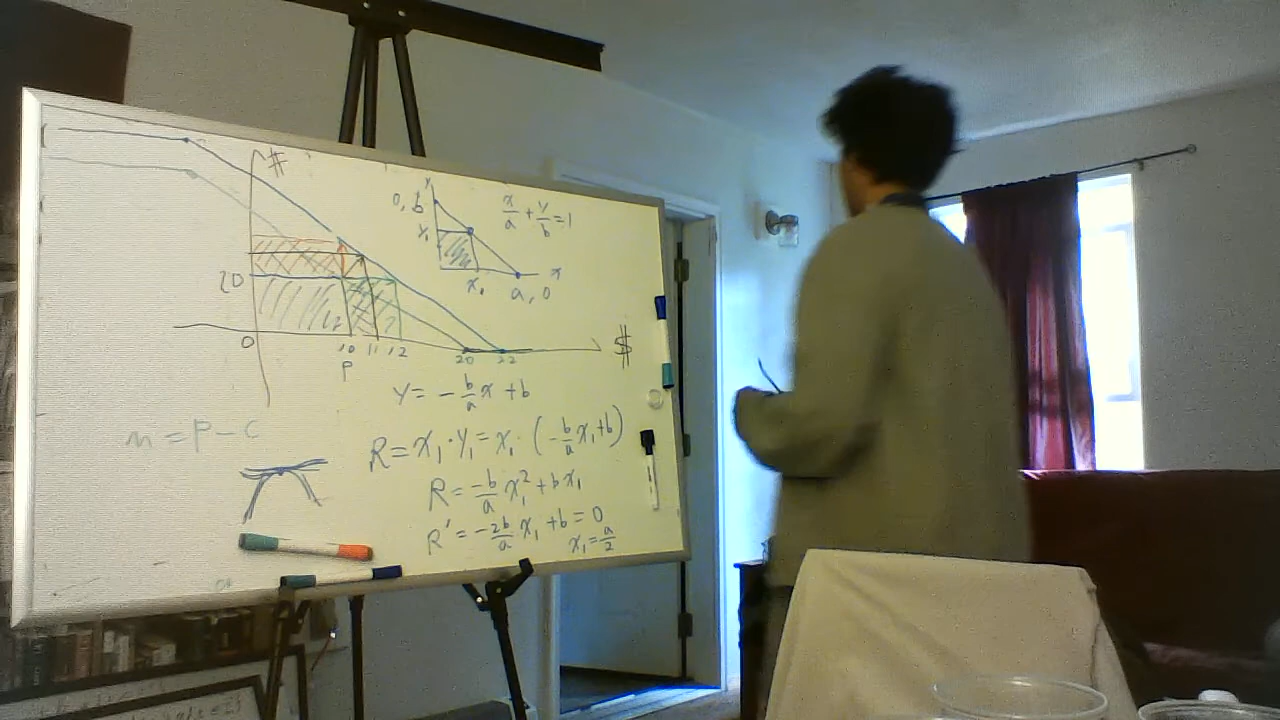 $
0, b
y
x/a + y/b = 1
y₁
20
x₁
a, 0
x
0
10 11 12
20 22
$
P
y = -b/a x + b
m = P - C
R = x₁ · y₁ = x₁ · (-b/a x₁ + b)
R = -b/a x₁² + b x₁
R' = -2b/a x₁ + b = 0
x₁ = a/2